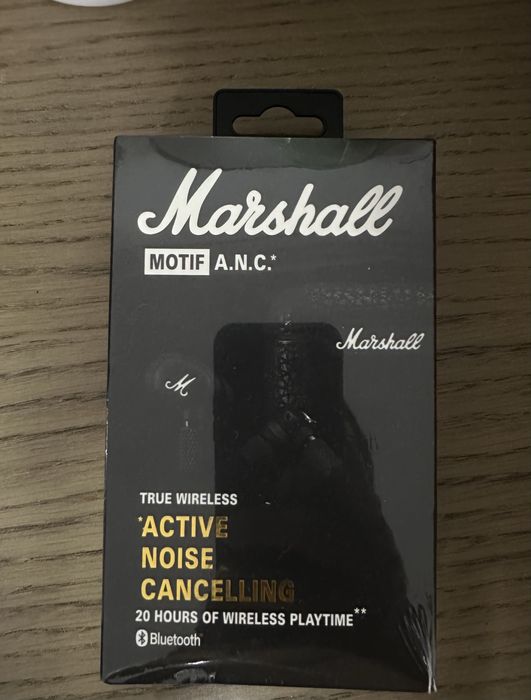 Marshall
MOTIF A.N.C.*
Marshall
M
TRUE WIRELESS
*ACTIVE
NOISE
CANCELLING
20 HOURS OF WIRELESS PLAYTIME**
Bluetooth